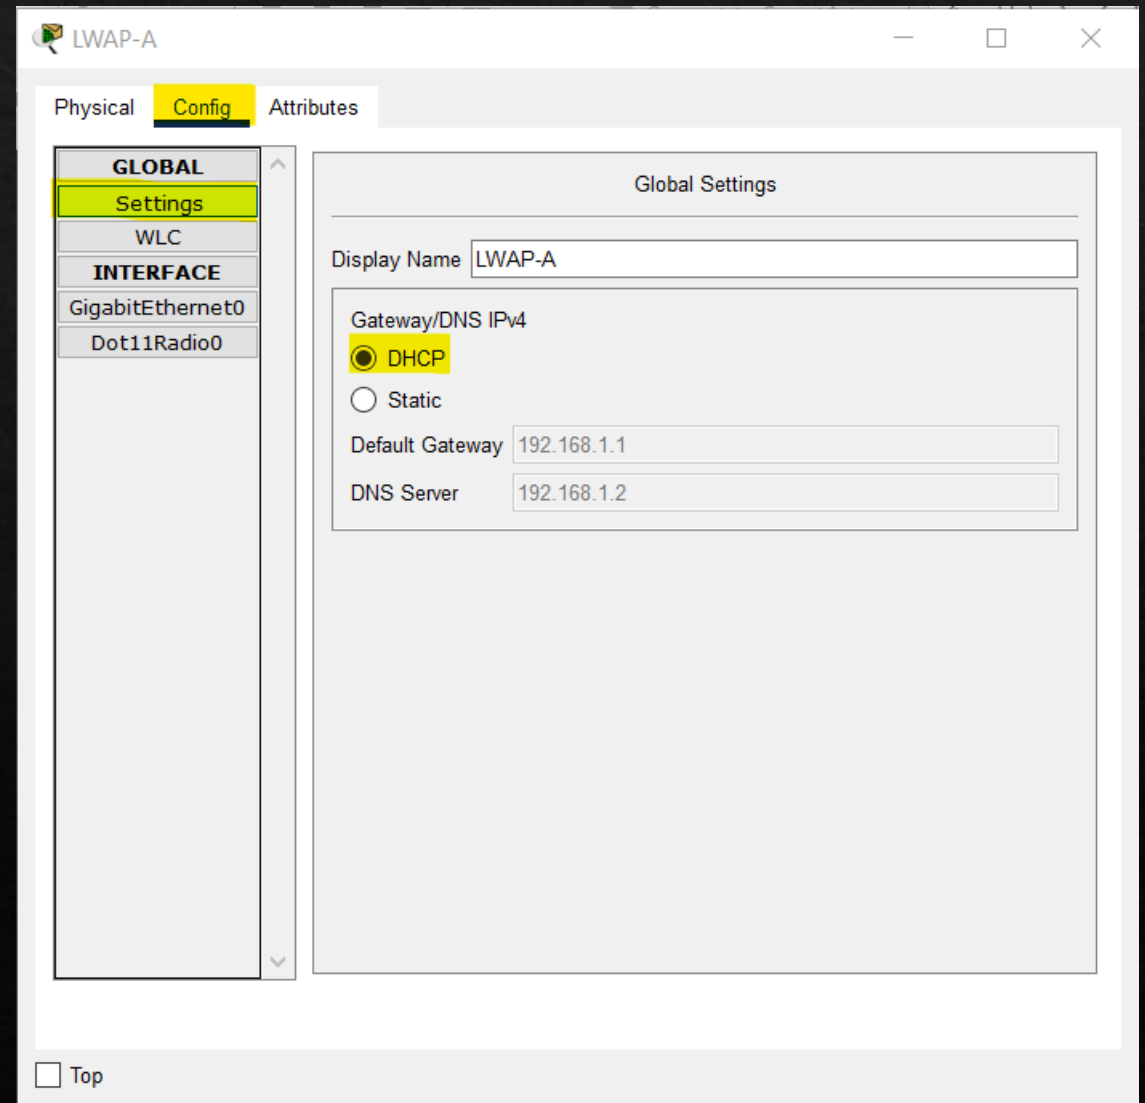 LWAP-A
Physical Config Attributes
GLOBAL
Settings
WLC
INTERFACE
GigabitEthernet0
Dot11Radio0
Global Settings
Display Name LWAP-A
Gateway/DNS IPv4
DHCP
Static
Default Gateway 192.168.1.1
DNS Server 192.168.1.2
Top